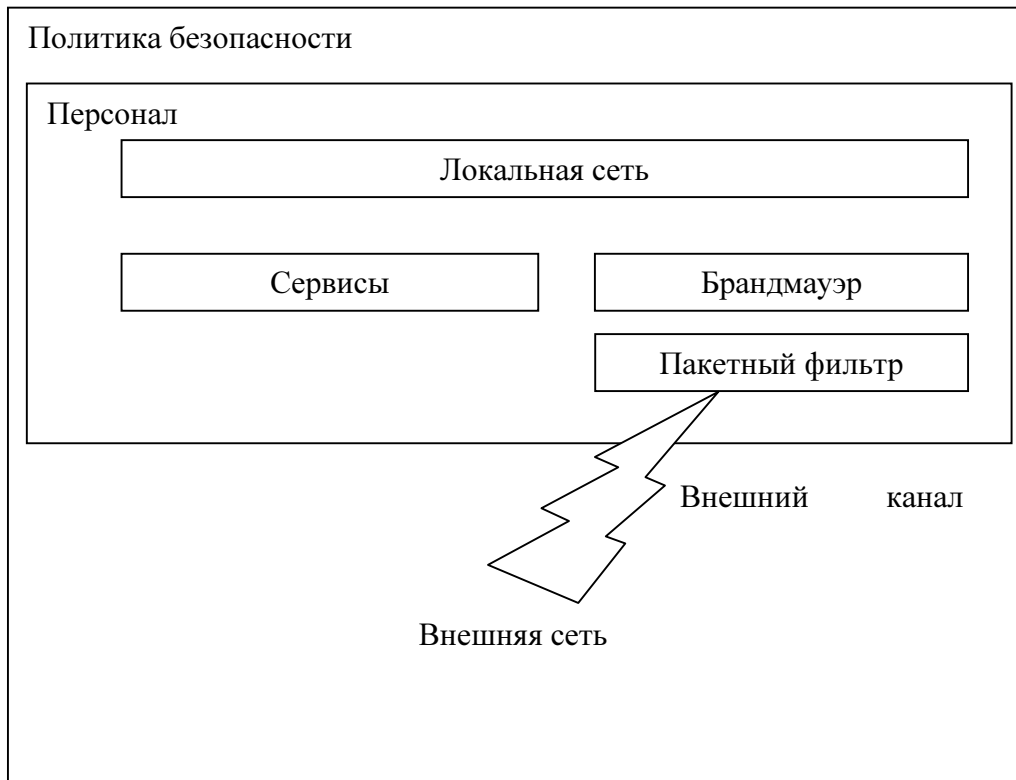 Политика безопасности
Персонал
Локальная сеть
Сервисы
Брандмауэр
Пакетный фильтр
Внешний канал
Внешняя сеть